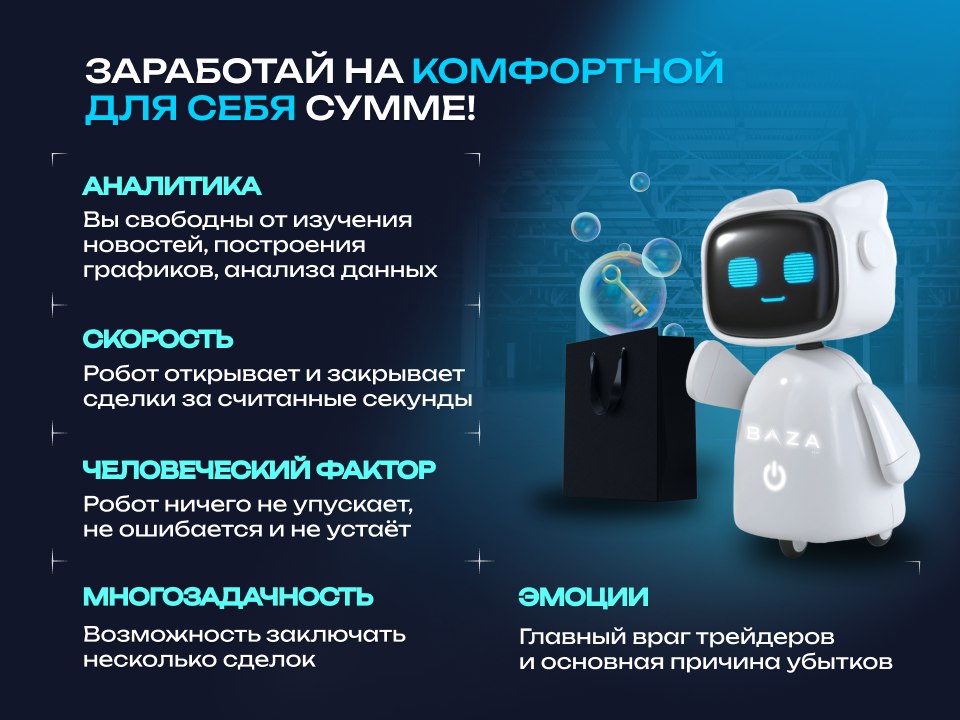 ЗАРАБОТАЙ НА КОМФОРТНОЙ
ДЛЯ СЕБЯ СУММЕ!
АНАЛИТИКА
Вы свободны от изучения
новостей, построения
графиков, анализа данных
СКОРОСТЬ
Робот открывает и закрывает
сделки за считанные секунды
ЧЕЛОВЕЧЕСКИЙ ФАКТОР
Робот ничего не упускает,
не ошибается и не устаёт
МНОГОЗАДАЧНОСТЬ
Возможность заключать
несколько сделок
BAZA
ЭМОЦИИ
Главный враг трейдеров
и основная причина убытков